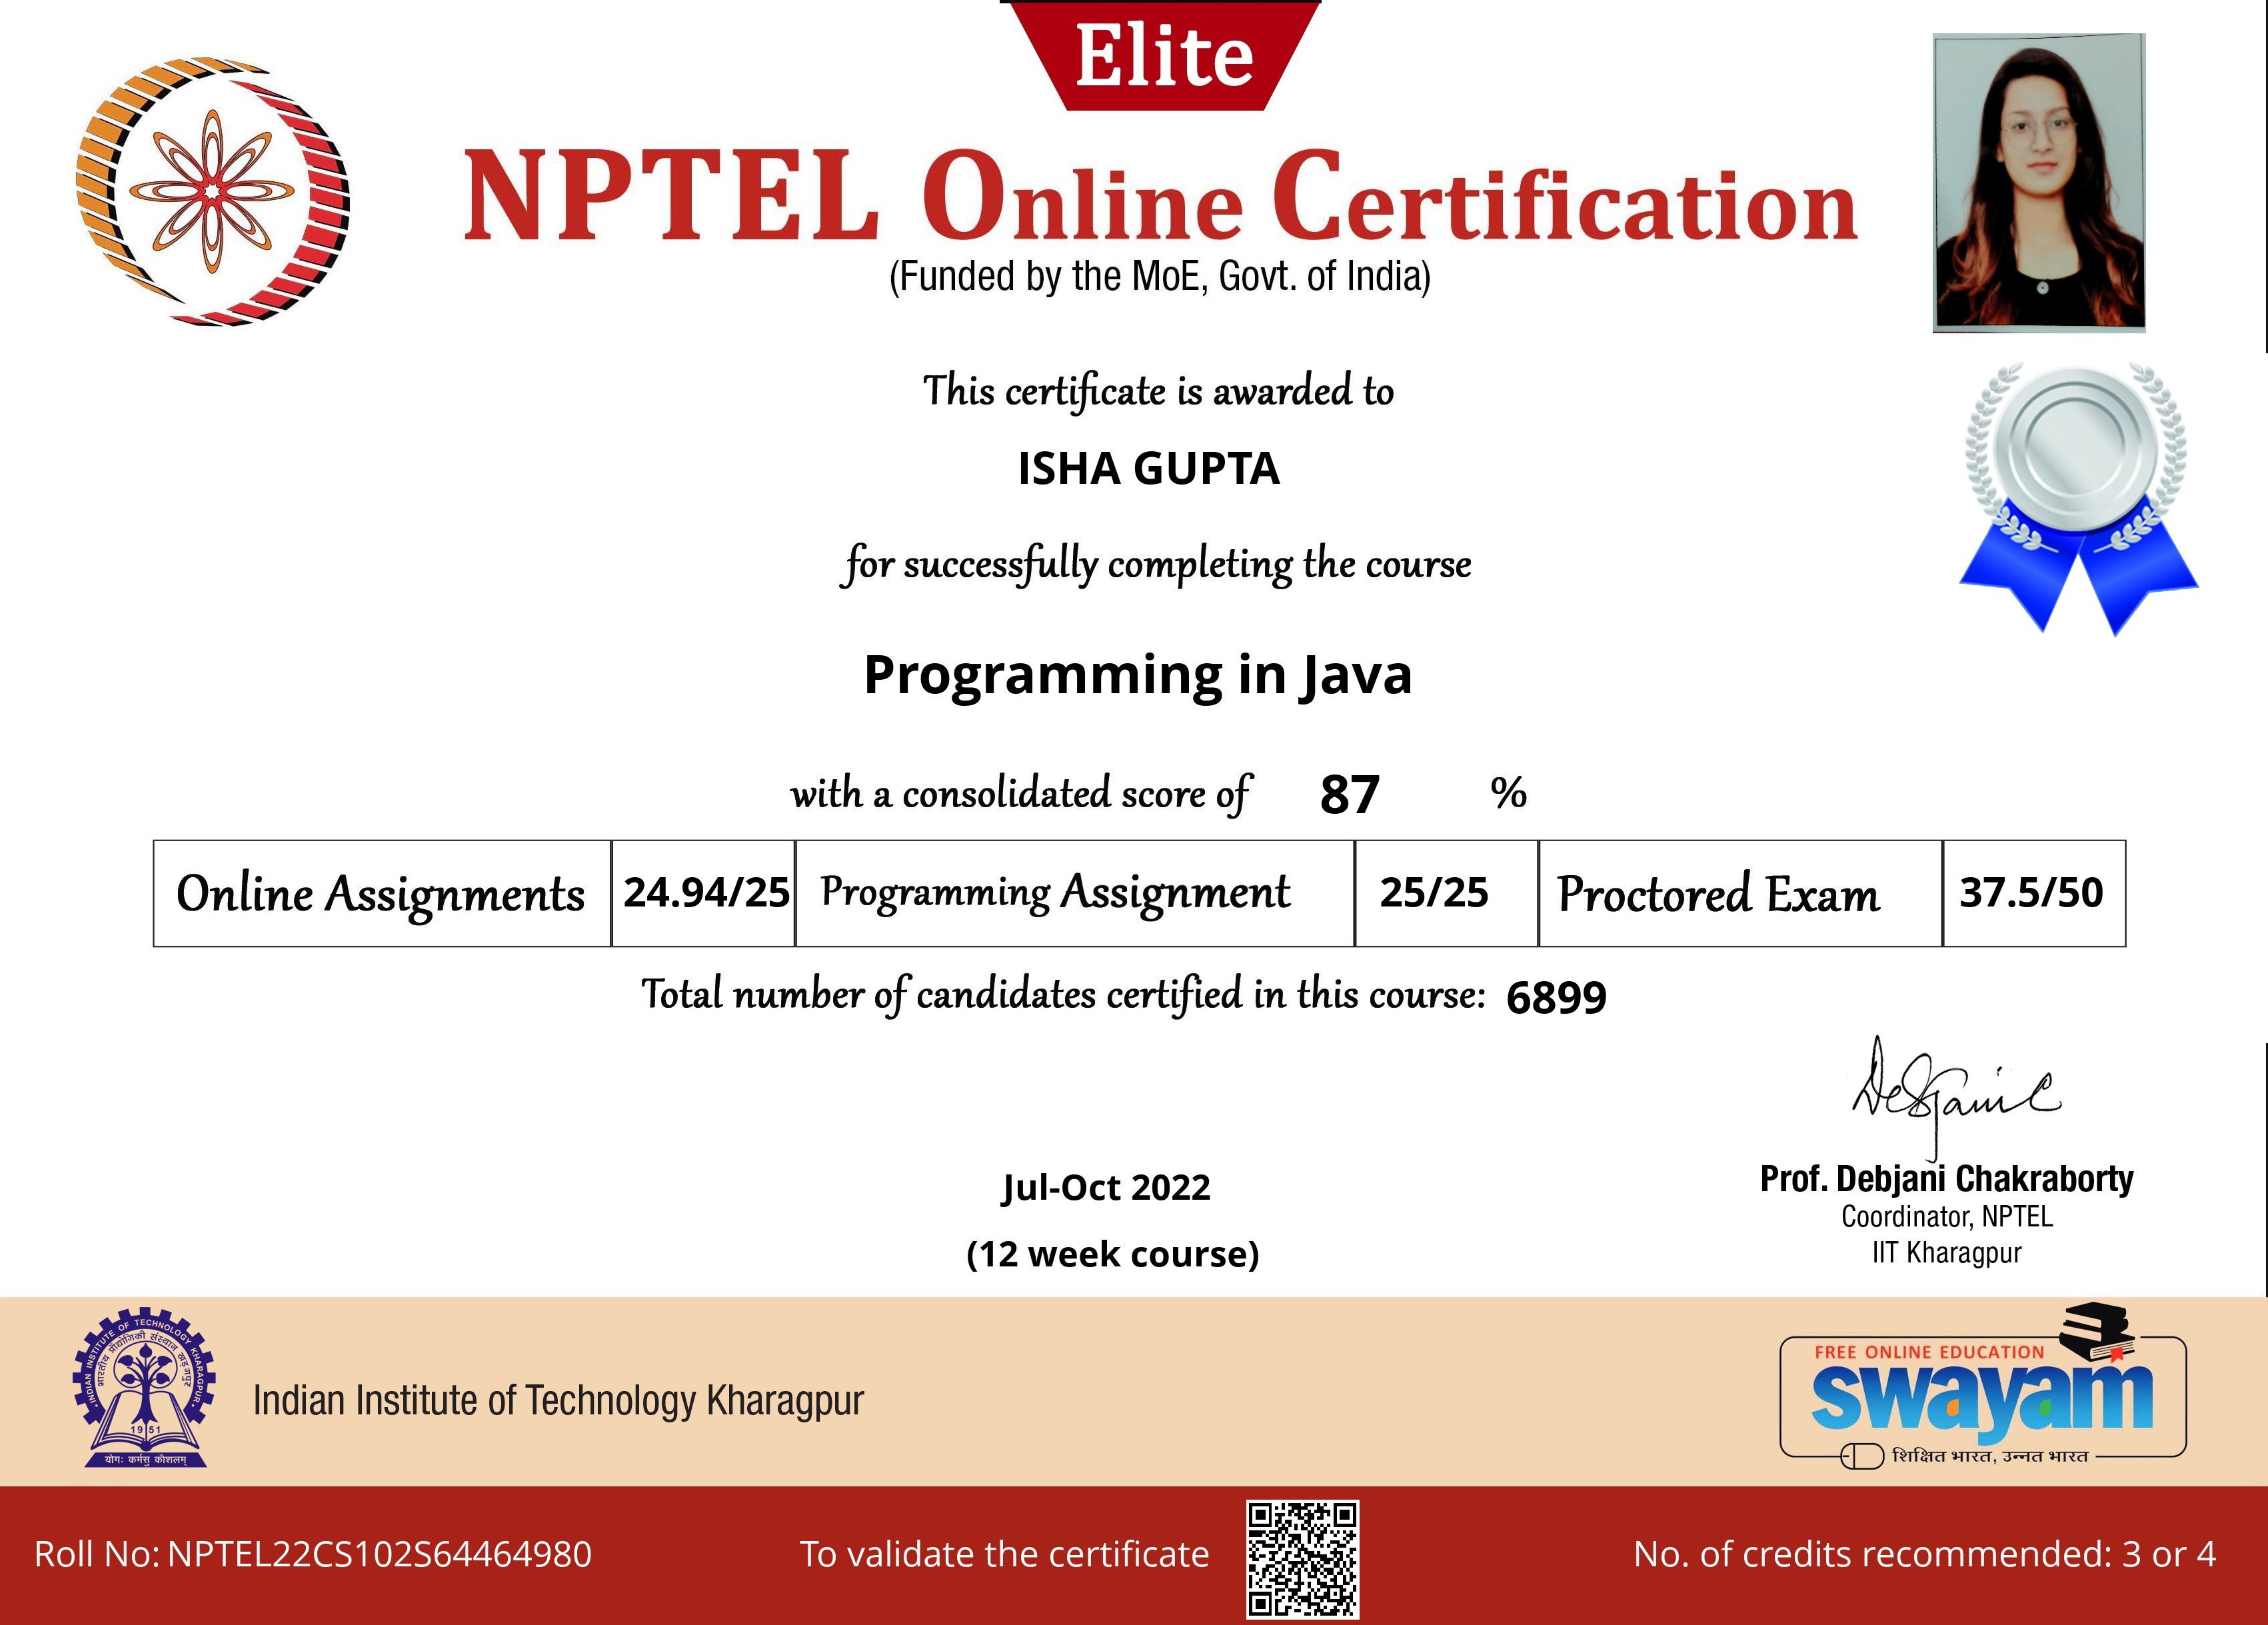 Elite
NPTEL Online Certification
(Funded by the MoE, Govt. of India)
This certificate is awarded to
ISHA GUPTA
for successfully completing the course
Programming in Java
with a consolidated score of 87 %
Online Assignments 24.94/25 Programming Assignment 25/25 Proctored Exam 37.5/50
Total number of candidates certified in this course: 6899
Jul-Oct 2022
(12 week course)
Prof. Debjani Chakraborty
Coordinator, NPTEL
IIT Kharagpur
INDIAN INSTITUTE OF TECHNOLOGY KHARAGPUR
भारतीय प्रौद्योगिकी संस्थान खड़गपुर
1951
योगः कर्मसु कौशलम्
Indian Institute of Technology Kharagpur
FREE ONLINE EDUCATION
swayam
शिक्षित भारत, उन्नत भारत
Roll No: NPTEL22CS102S64464980
To validate the certificate
No. of credits recommended: 3 or 4